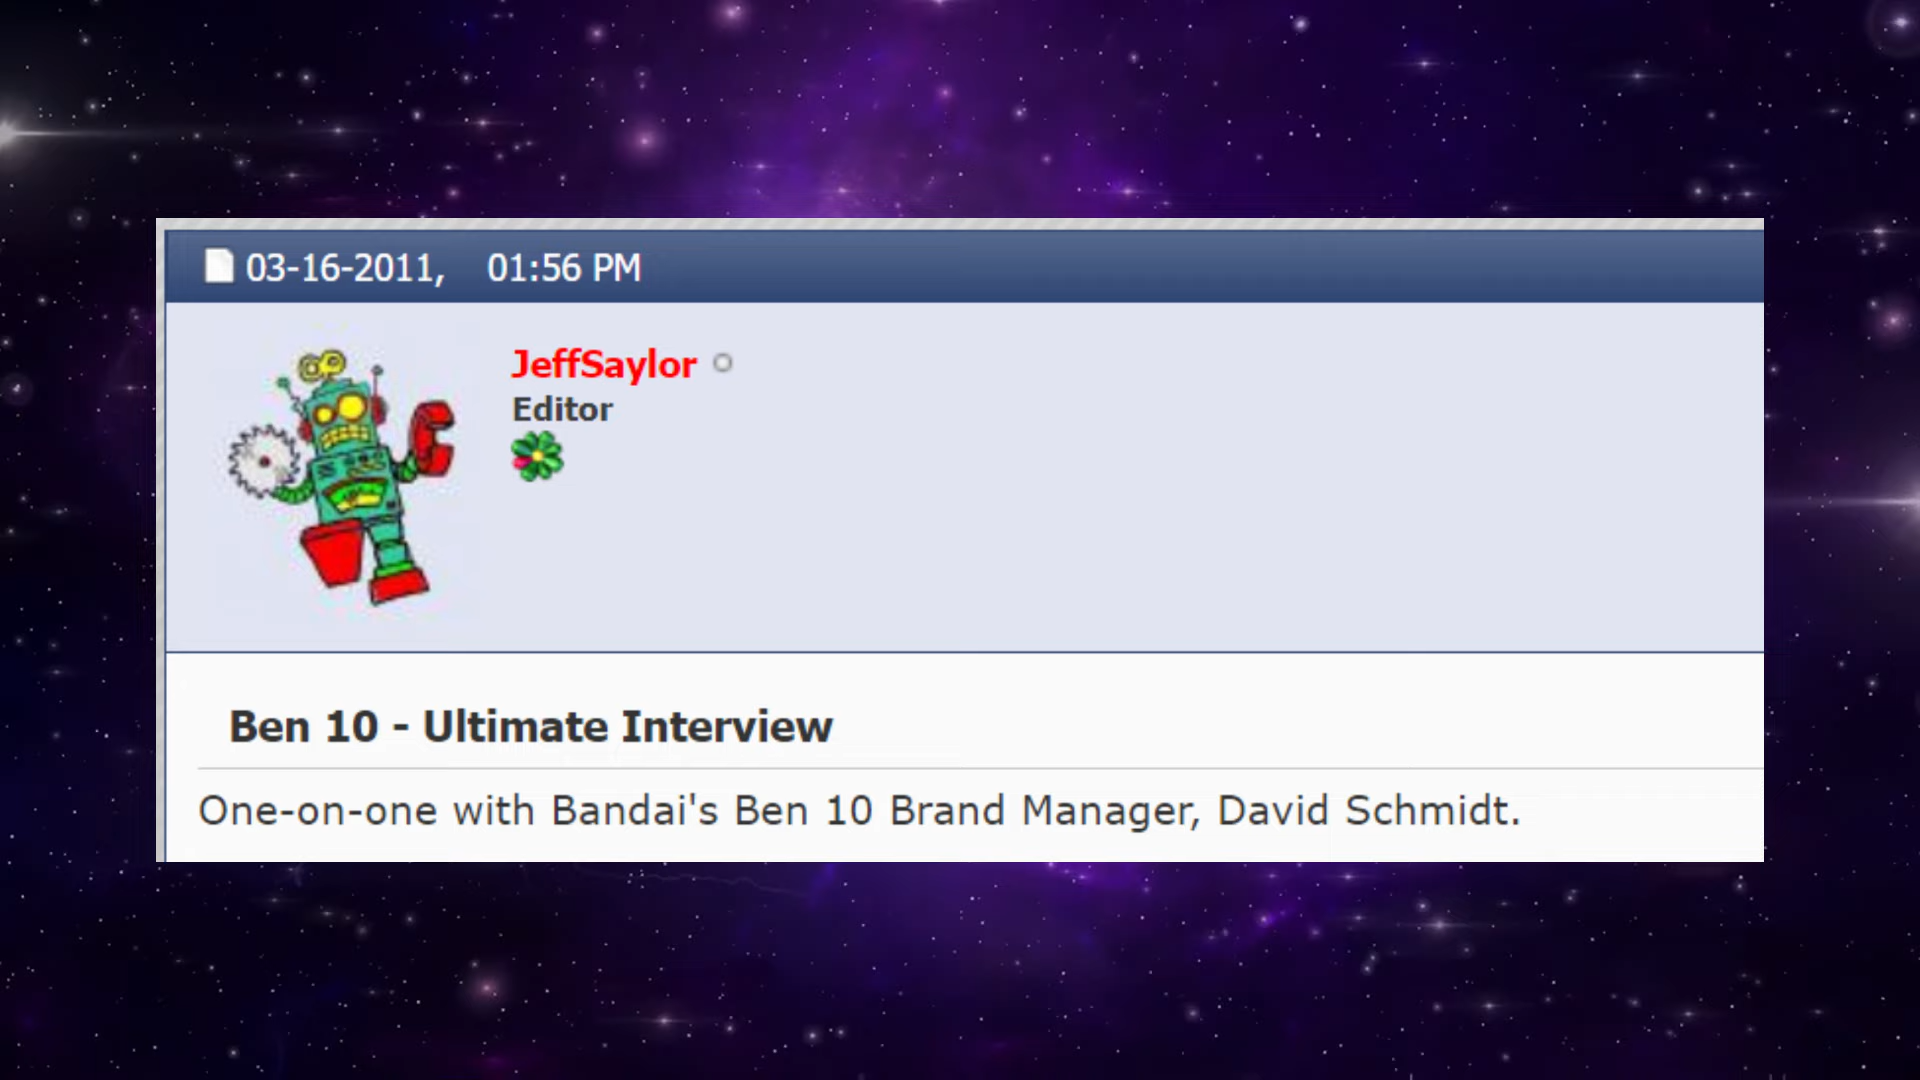 03-16-2011, 01:56 PM
JeffSaylor
Editor
Ben 10 - Ultimate Interview
One-on-one with Bandai's Ben 10 Brand Manager, David Schmidt.